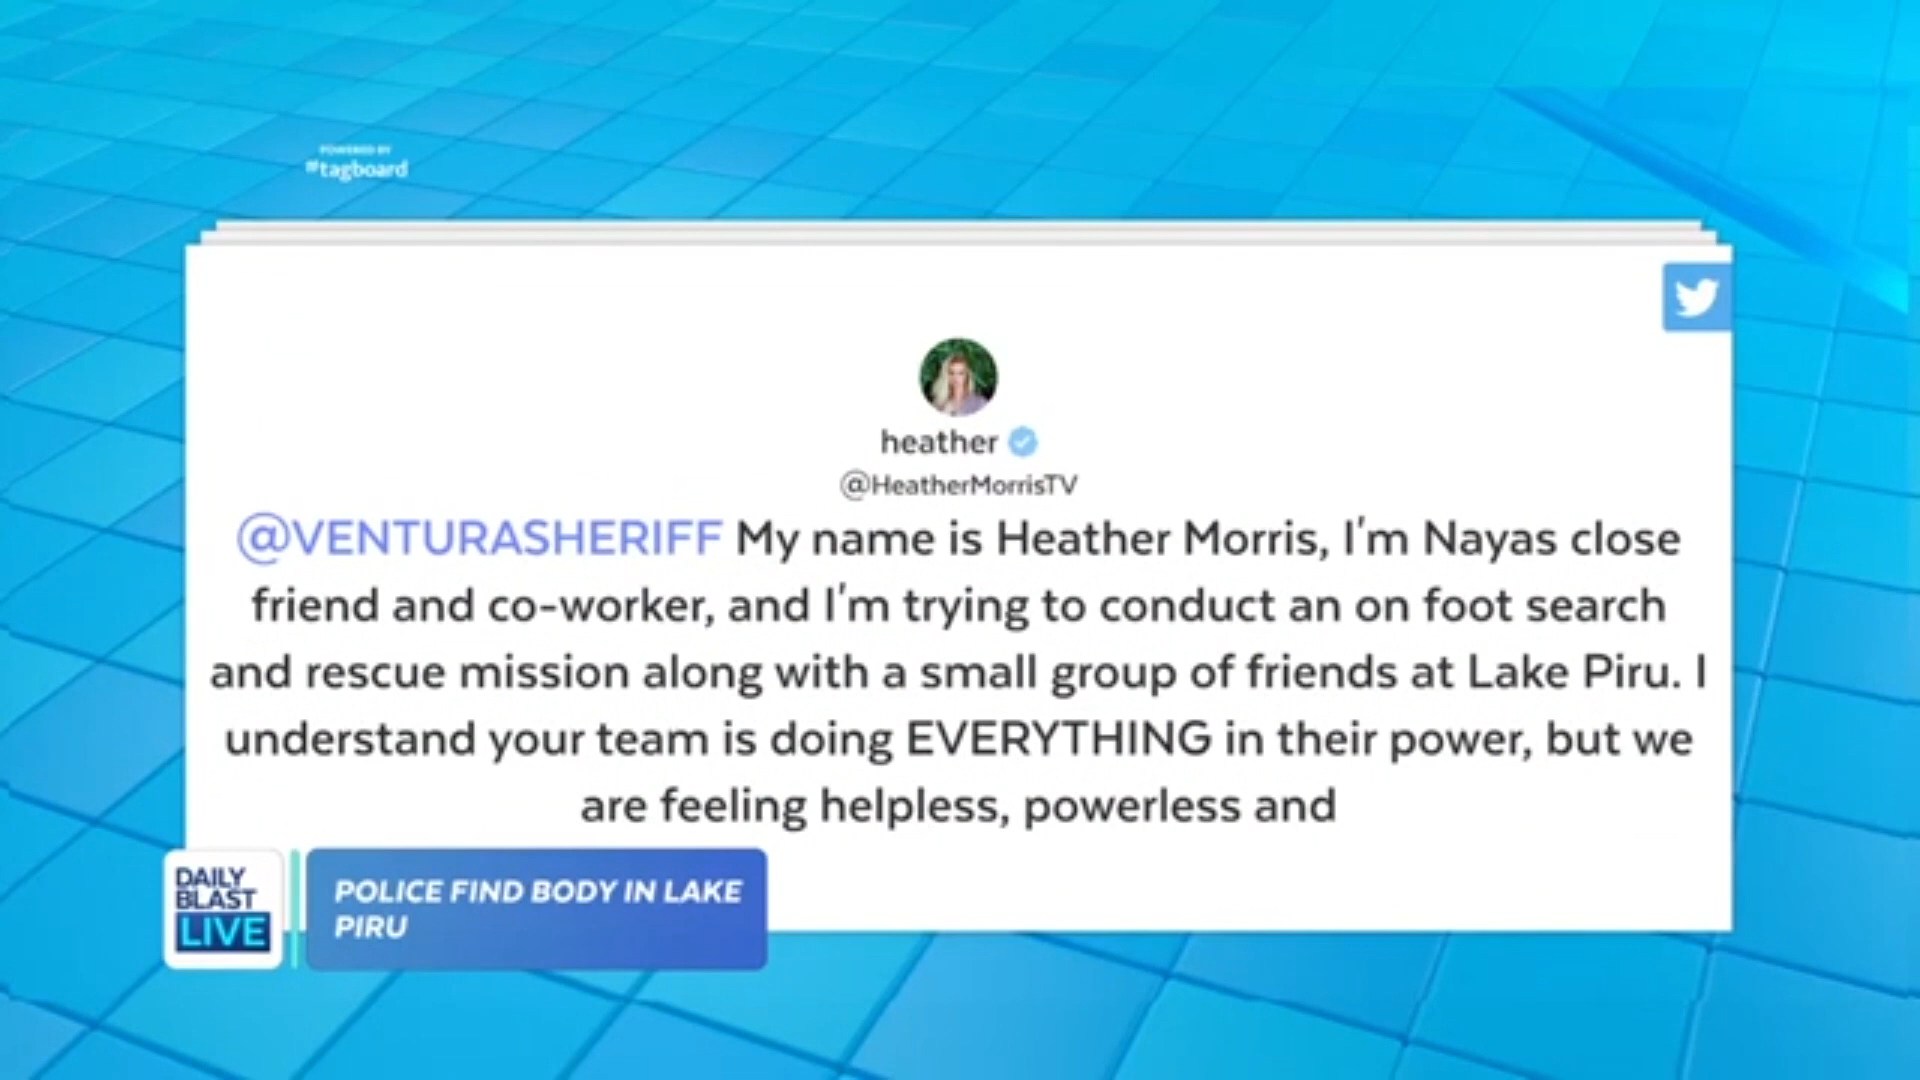 POWERED BY
#tagboard
heather
@HeatherMorrisTV
@VENTURASHERIFF My name is Heather Morris, I'm Nayas close
friend and co-worker, and I'm trying to conduct an on foot search
and rescue mission along with a small group of friends at Lake Piru. I
understand your team is doing EVERYTHING in their power, but we
are feeling helpless, powerless and
DAILY
BLAST
LIVE
POLICE FIND BODY IN LAKE
PIRU